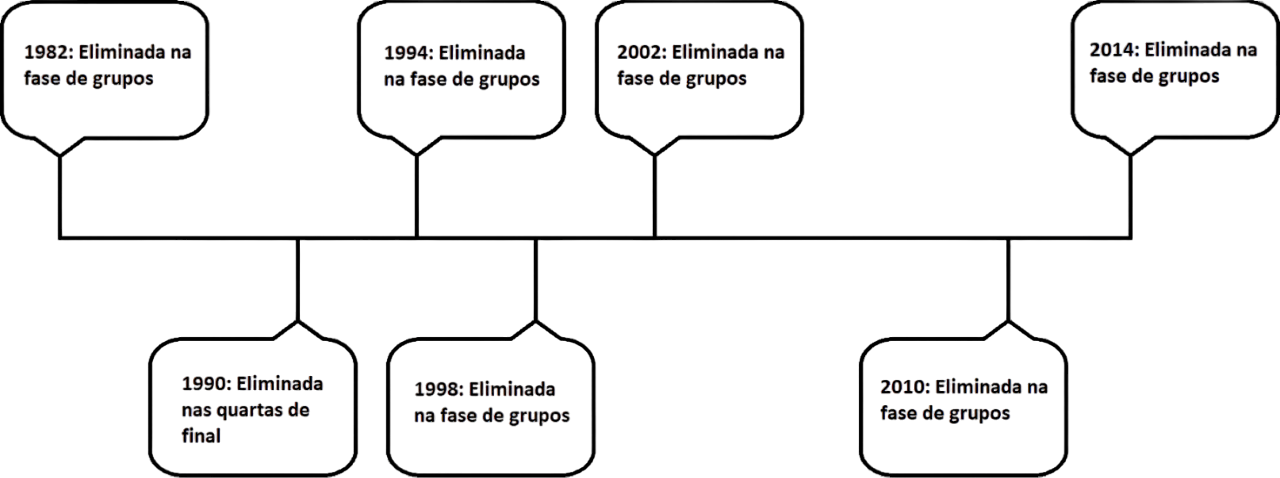 1982: Eliminada na
fase de grupos
1994: Eliminada
na fase de grupos
2002: Eliminada na
fase de grupos
2014: Eliminada na
fase de grupos
1990: Eliminada
nas quartas de
final
1998: Eliminada
na fase de grupos
2010: Eliminada na
fase de grupos